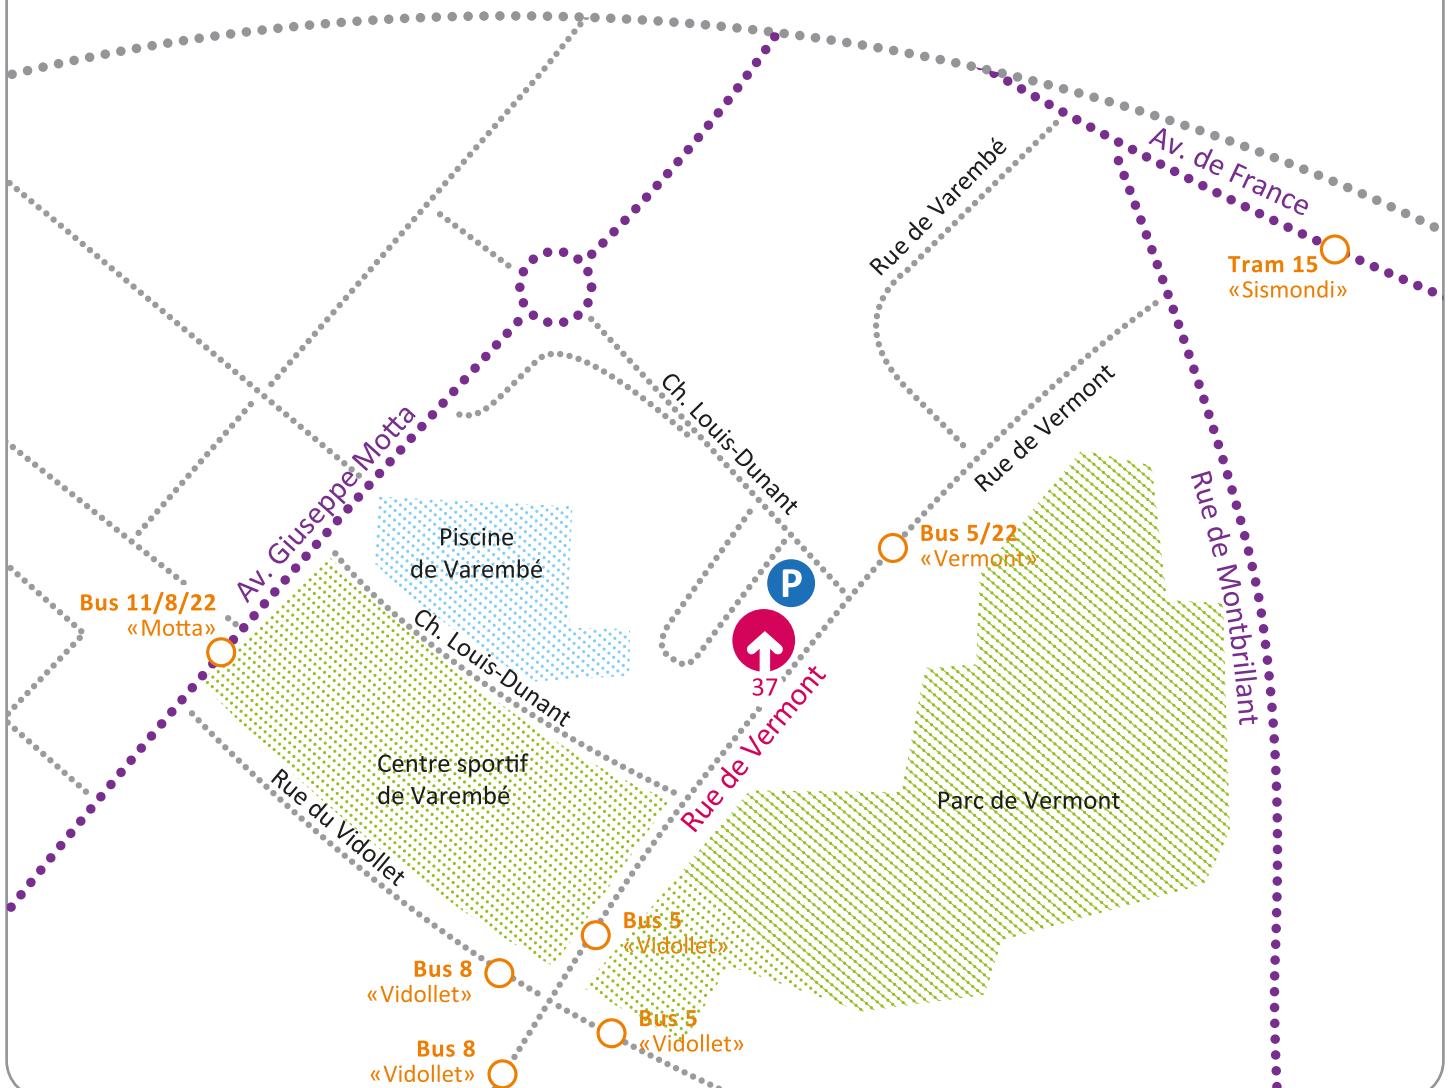 Rue de Varembé
Av. de France
Tram 15
«Sismondi»
Ch. Louis-Dunant
Rue de Vermont
Av. Giuseppe Motta
Piscine
de Varembé
Bus 5/22
«Vermont»
Rue de Montbrillant
P
Bus 11/8/22
«Motta»
Ch. Louis-Dunant
37
Rue de Vermont
Centre sportif
de Varembé
Rue du Vidollet
Parc de Vermont
Bus 5
«Vidollet»
Bus 8
«Vidollet»
Bus 5
«Vidollet»
Bus 8
«Vidollet»